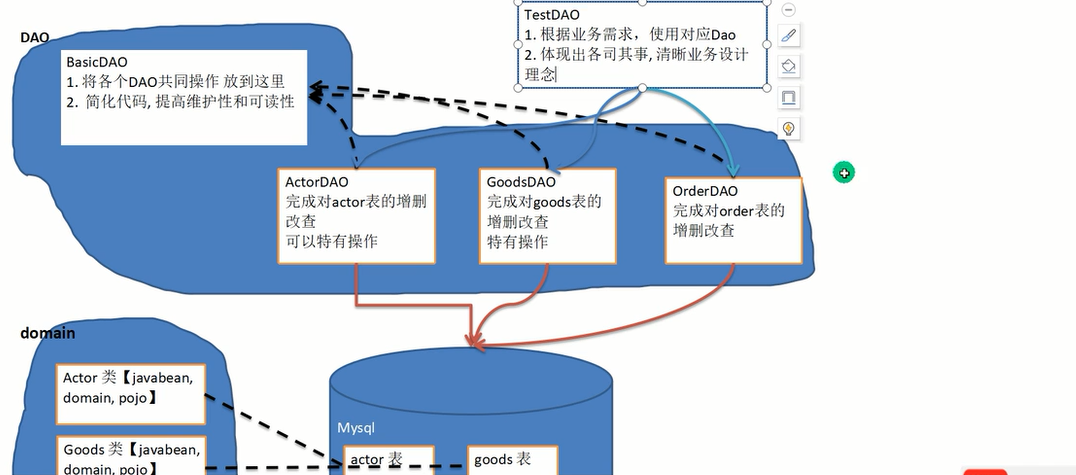 TestDAO
1. 根据业务需求，使用对应Dao
2. 体现出各司其事, 清晰业务设计
理念
DAO
BasicDAO
1. 将各个DAO共同操作 放到这里
2. 简化代码, 提高维护性和可读性
ActorDAO
完成对actor表的增删
改查
可以特有操作
GoodsDAO
完成对goods表的
增删改查
特有操作
OrderDAO
完成对order表的
增删改查
domain
Actor 类【javabean,
domain, pojo】
Goods 类【javabean,
domain, pojo】
Mysql
actor 表
goods 表